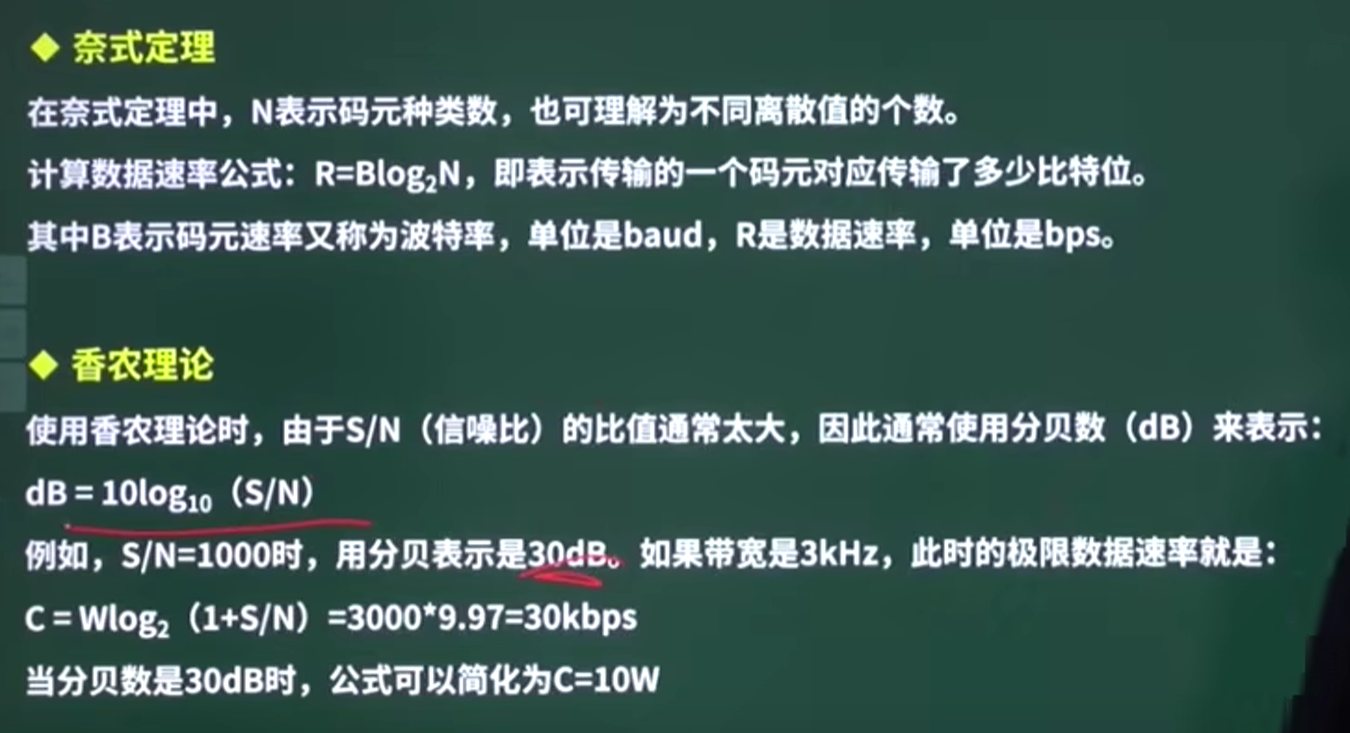 ◆ 奈式定理
在奈式定理中，N表示码元种类数，也可理解为不同离散值的个数。
计算数据速率公式：R=Blog₂N，即表示传输的一个码元对应传输了多少比特位。
其中B表示码元速率又称为波特率，单位是baud，R是数据速率，单位是bps。
◆ 香农理论
使用香农理论时，由于S/N（信噪比）的比值通常太大，因此通常使用分贝数（dB）来表示：
dB = 10log₁₀（S/N）
例如，S/N=1000时，用分贝表示是30dB。如果带宽是3kHz，此时的极限数据速率就是：
C = Wlog₂（1+S/N）=3000*9.97=30kbps
当分贝数是30dB时，公式可以简化为C=10W